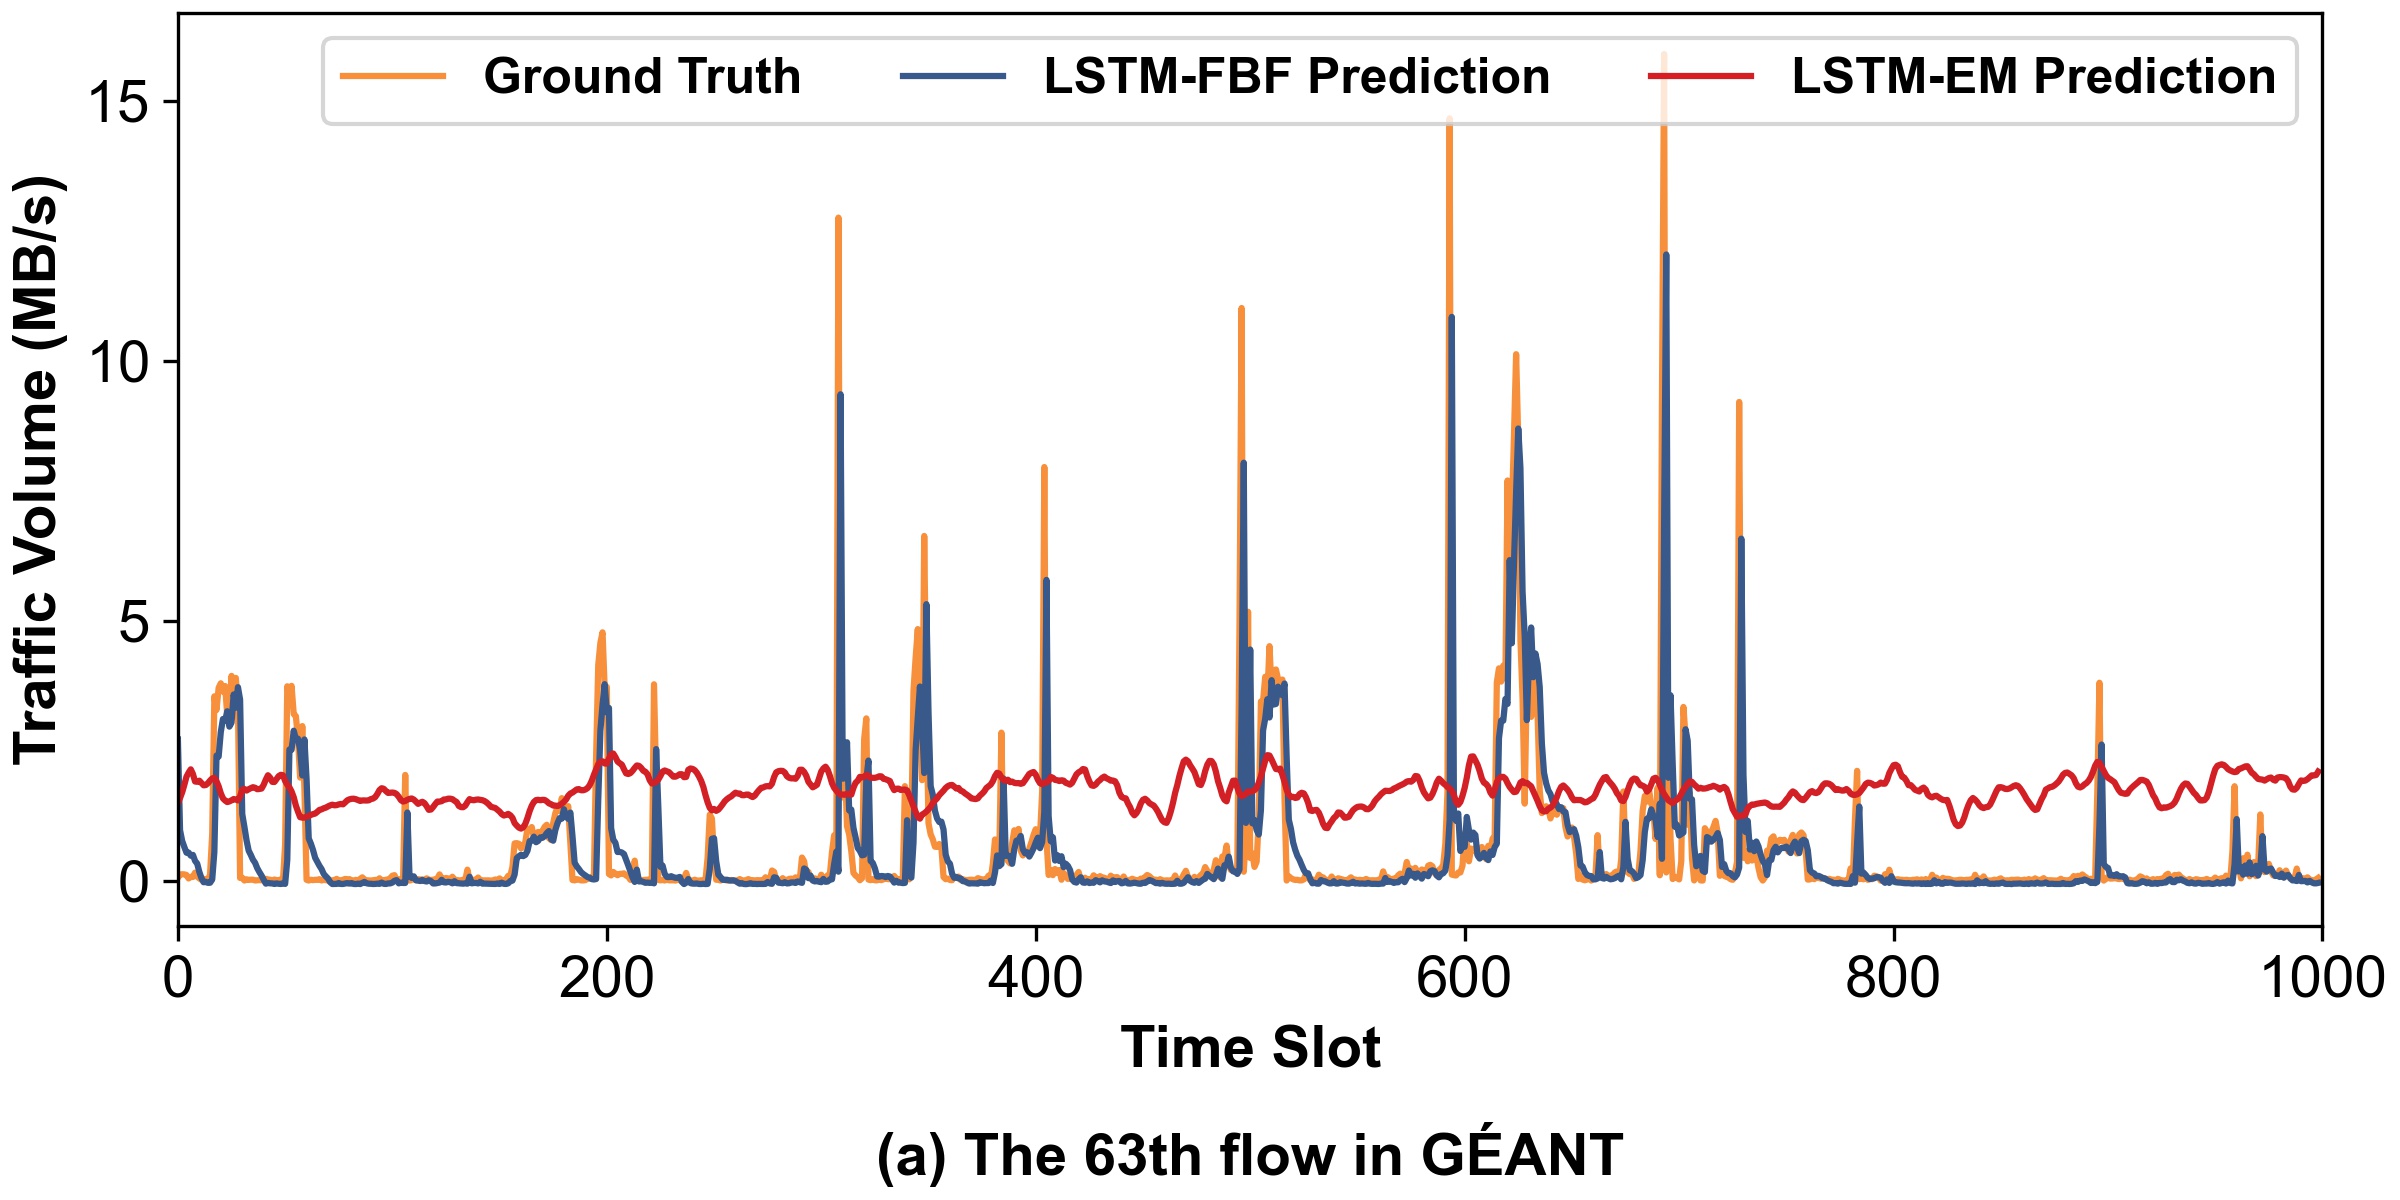 Ground Truth LSTM-FBF Prediction LSTM-EM Prediction
15
10
5
0
Traffic Volume (MB/s)
0 200 400 600 800 1000
Time Slot
(a) The 63th flow in GÉANT